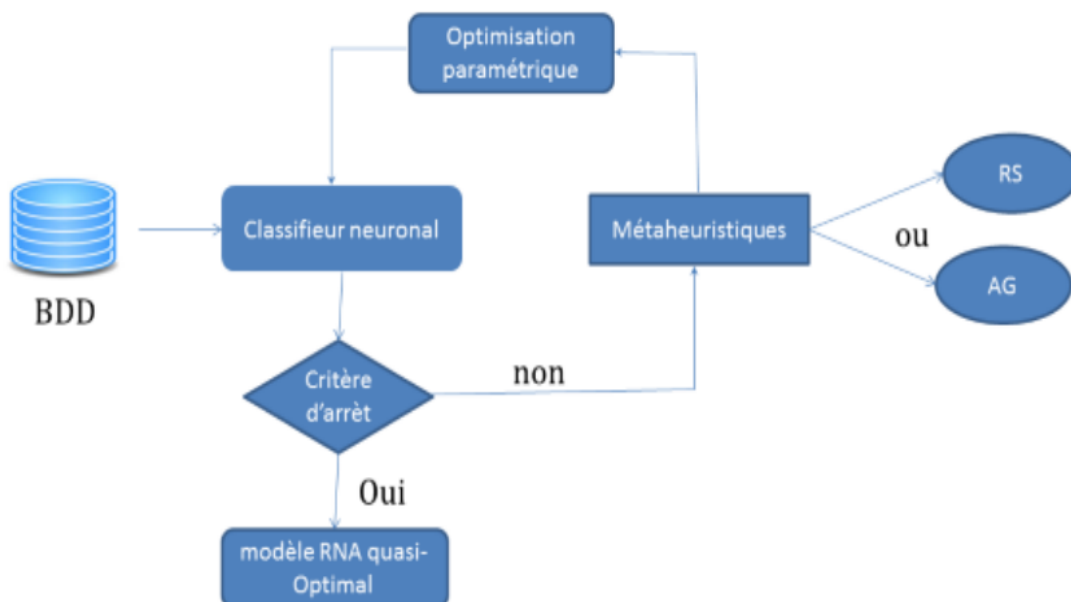 Optimisation
paramétrique
RS
Classifieur neuronal
Métaheuristiques
ou
AG
BDD
Critère
d'arrèt
non
Oui
modèle RNA quasi-
Optimal